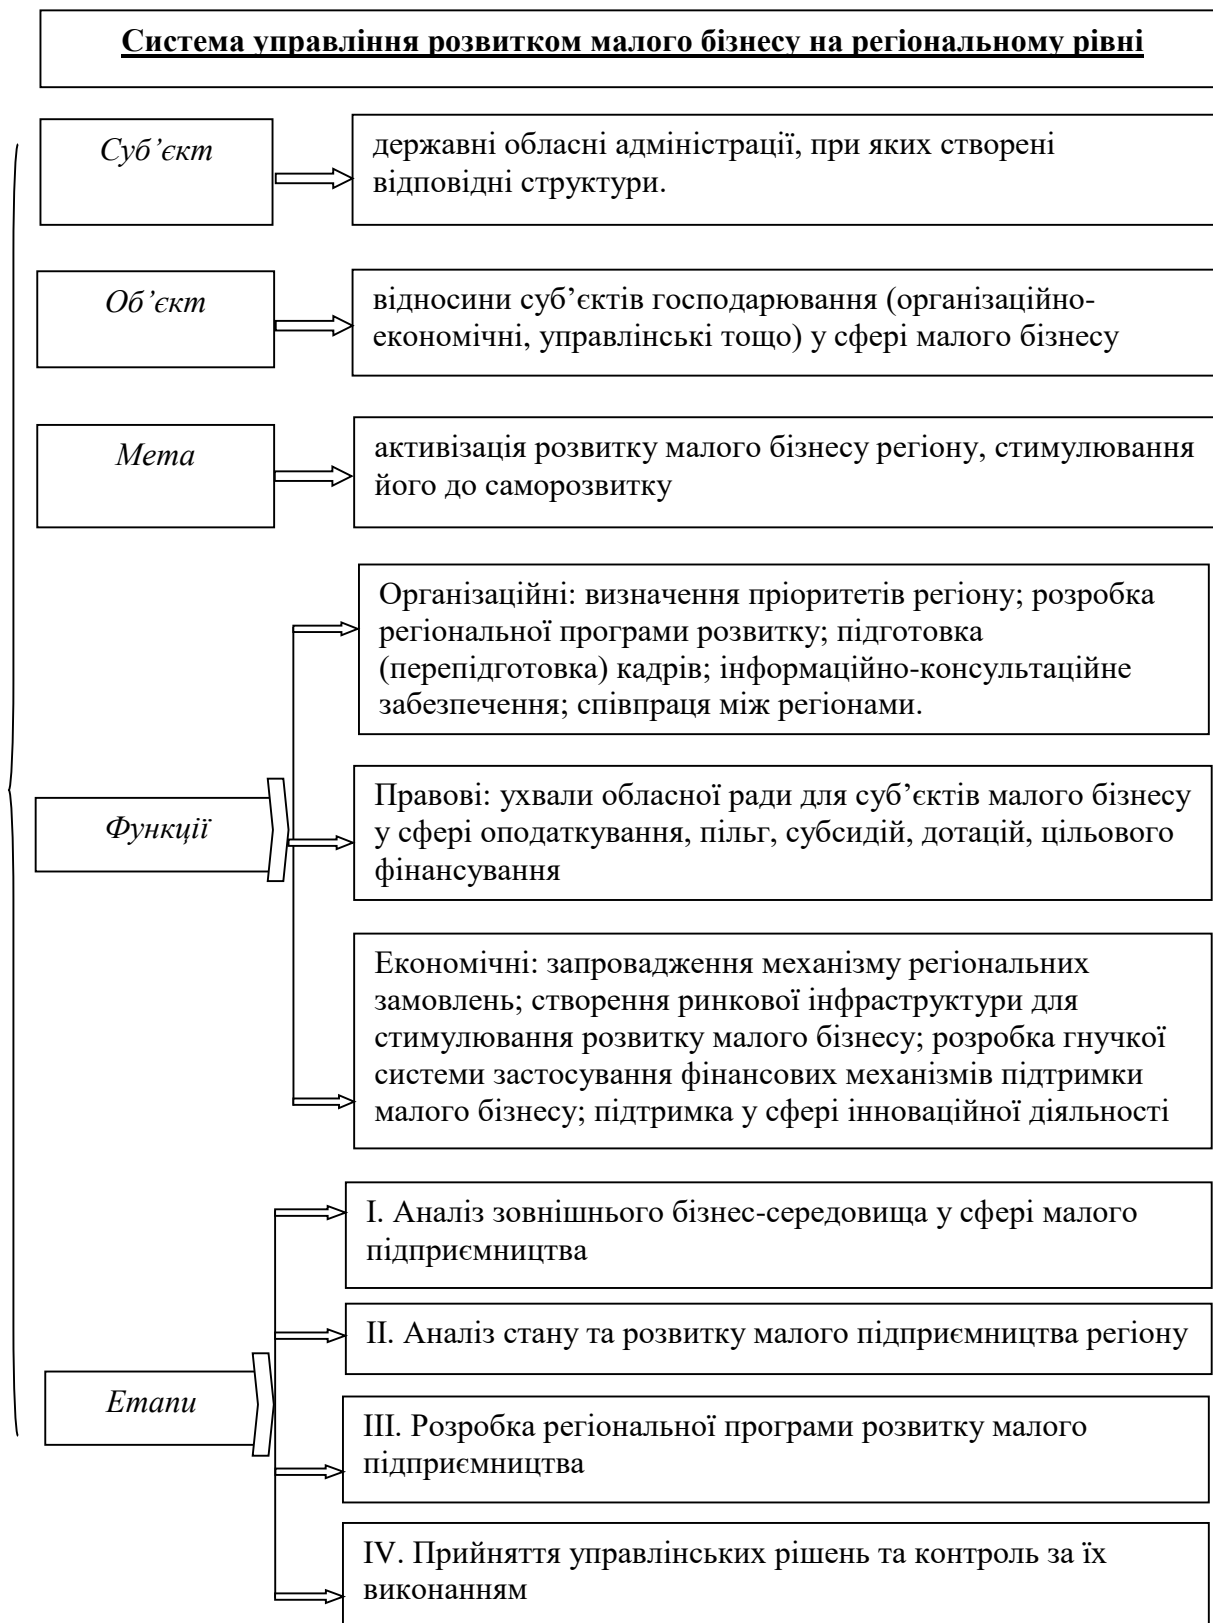 Система управління розвитком малого бізнесу на регіональному рівні
Суб’єкт
державні обласні адміністрації, при яких створені
відповідні структури.
Об’єкт
відносини суб’єктів господарювання (організаційно-
економічні, управлінські тощо) у сфері малого бізнесу
Мета
активізація розвитку малого бізнесу регіону, стимулювання
його до саморозвитку
Функції
Організаційні: визначення пріоритетів регіону; розробка
регіональної програми розвитку; підготовка
(перепідготовка) кадрів; інформаційно-консультаційне
забезпечення; співпраця між регіонами.
Правові: ухвали обласної ради для суб’єктів малого бізнесу
у сфері оподаткування, пільг, субсидій, дотацій, цільового
фінансування
Економічні: запровадження механізму регіональних
замовлень; створення ринкової інфраструктури для
стимулювання розвитку малого бізнесу; розробка гнучкої
системи застосування фінансових механізмів підтримки
малого бізнесу; підтримка у сфері інноваційної діяльності
Етапи
I. Аналіз зовнішнього бізнес-середовища у сфері малого
підприємництва
II. Аналіз стану та розвитку малого підприємництва регіону
III. Розробка регіональної програми розвитку малого
підприємництва
IV. Прийняття управлінських рішень та контроль за їх
виконанням